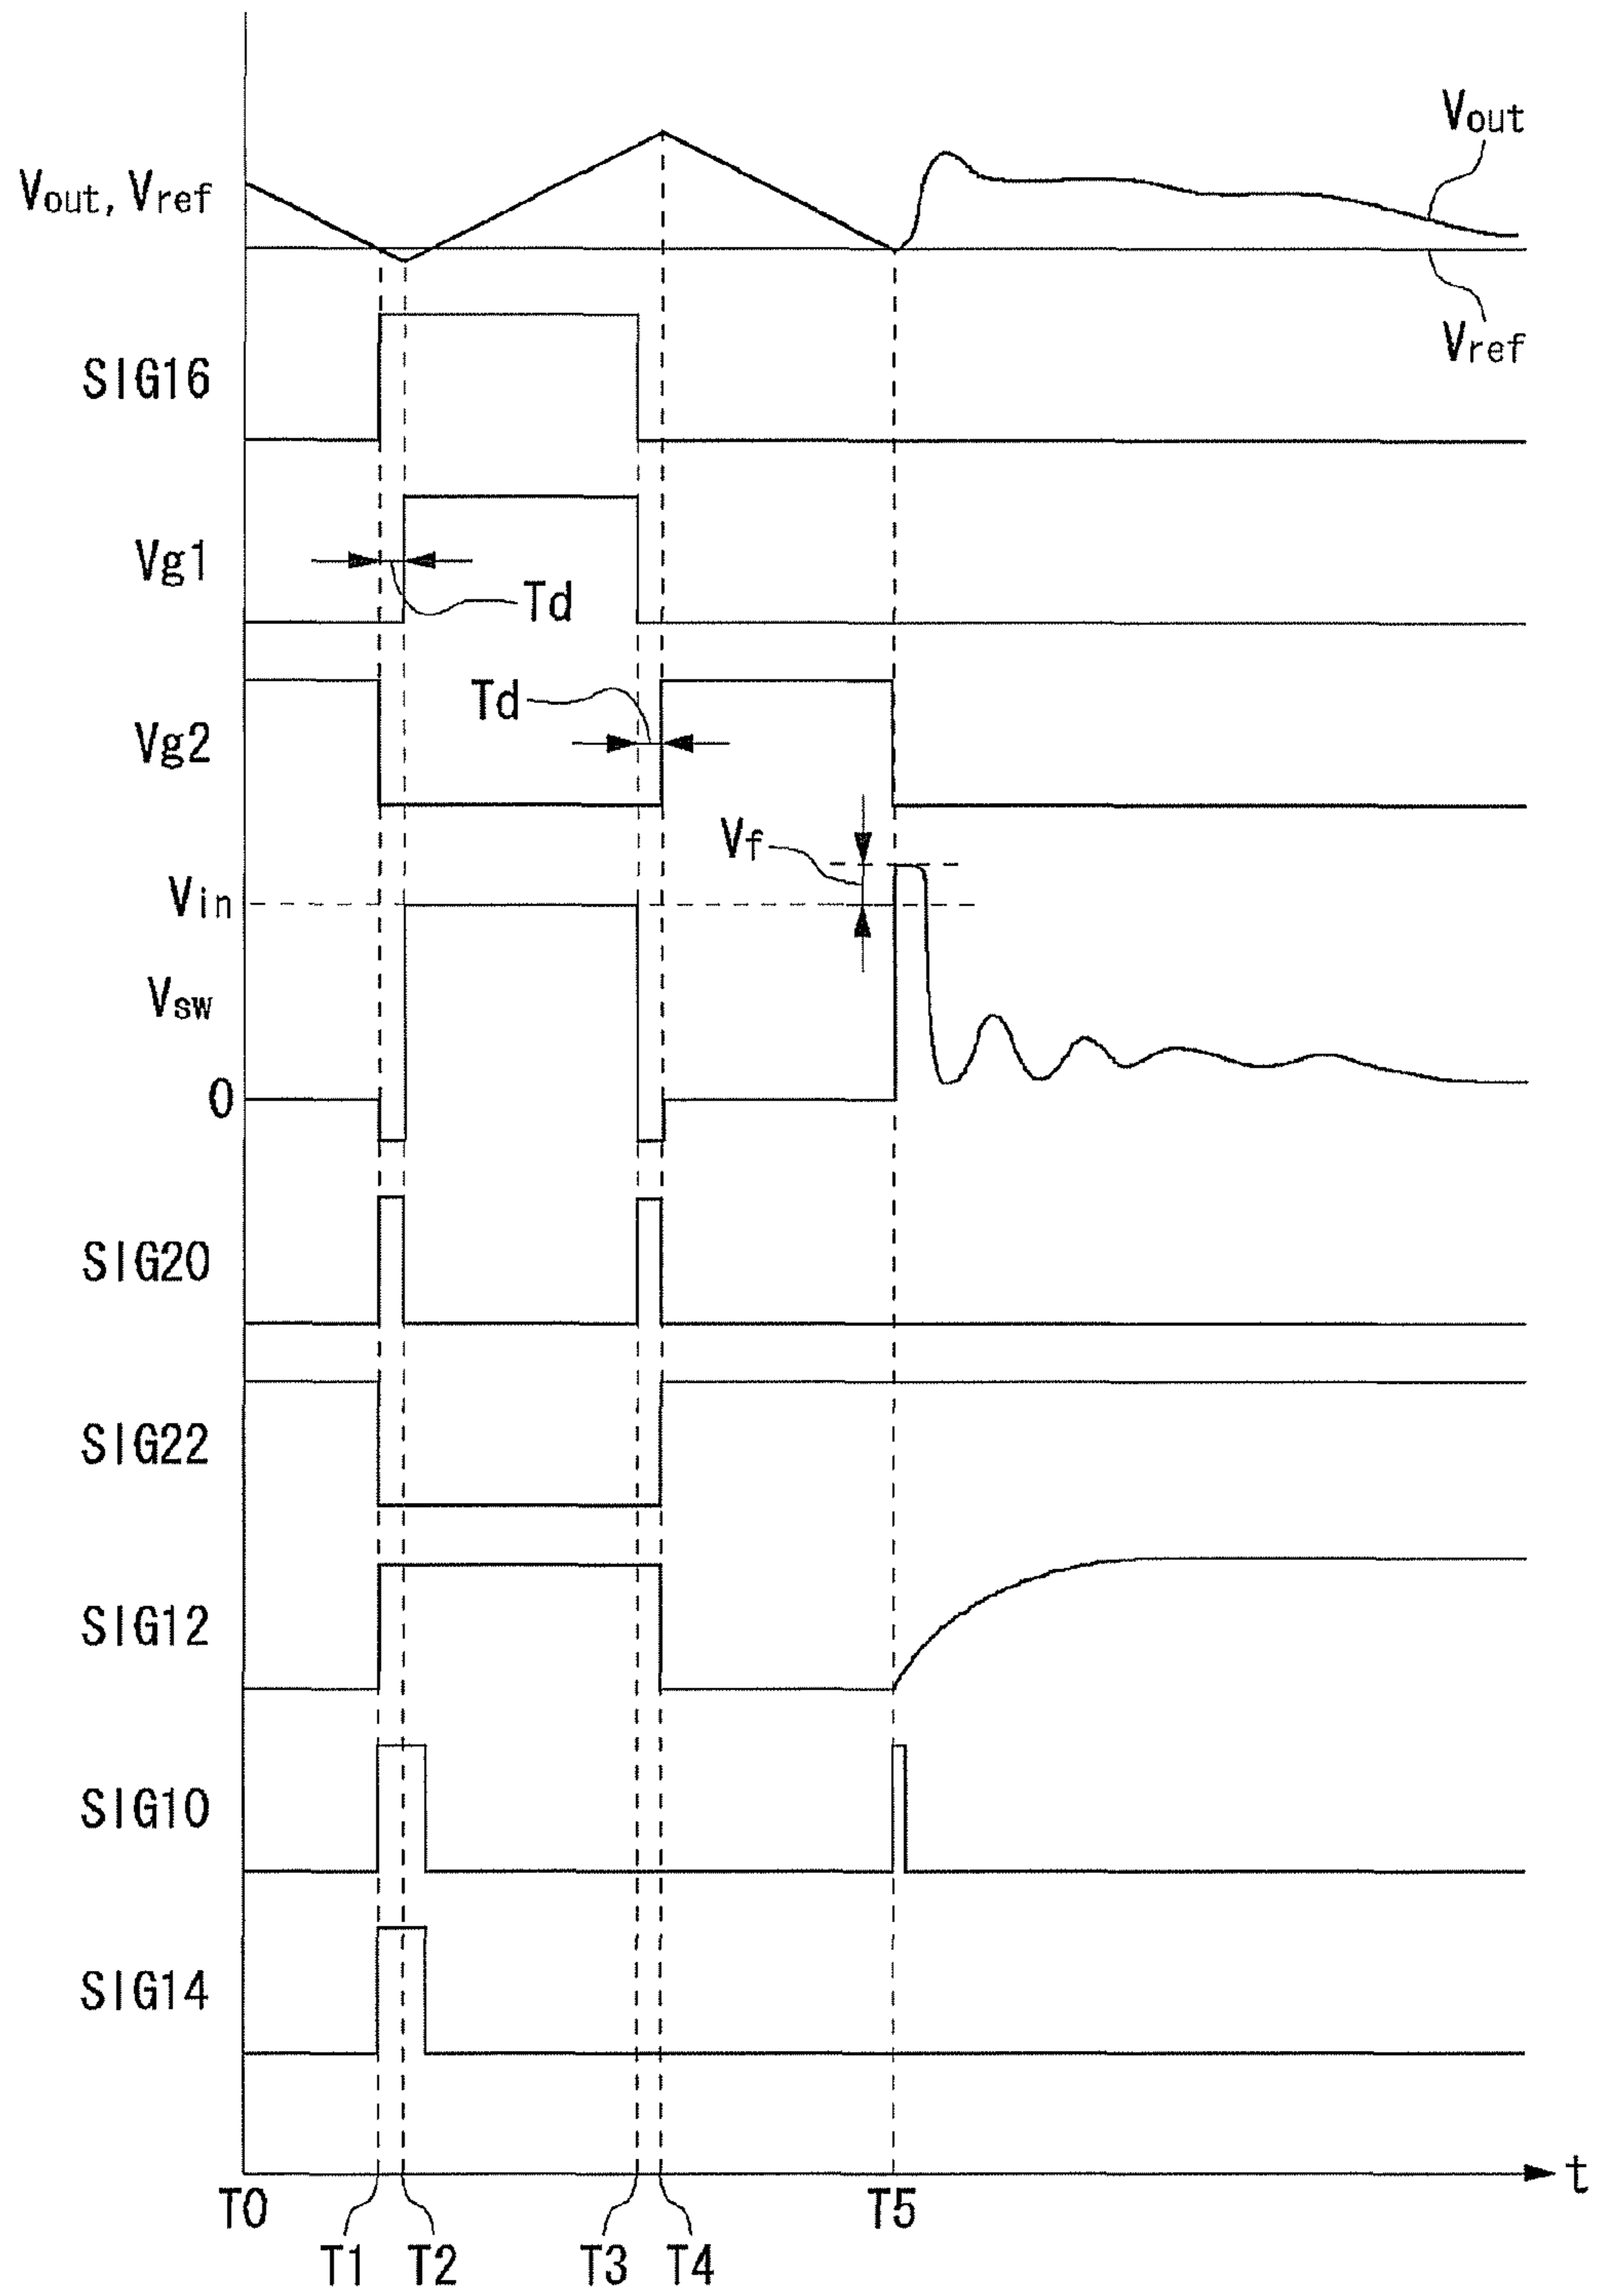 Vout
Vout, Vref
Vref
SIG16
Vg1
Td
Td
Vg2
Vf
Vin
Vsw
0
SIG20
SIG22
SIG12
SIG10
SIG14
t
T0
T5
T1
T2
T3
T4